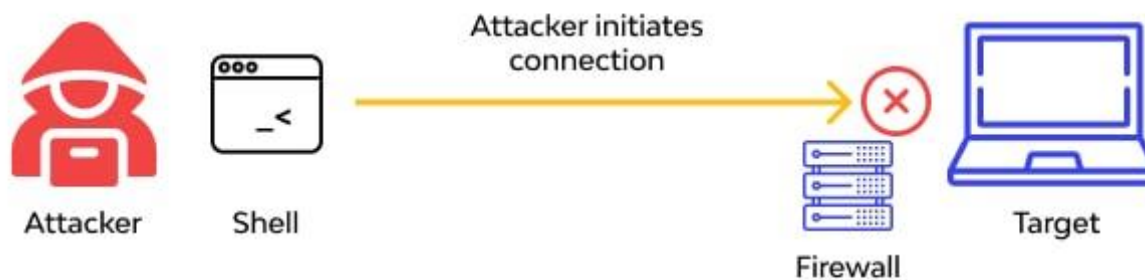 Attacker initiates
connection
_<
Attacker
Shell
Target
Firewall